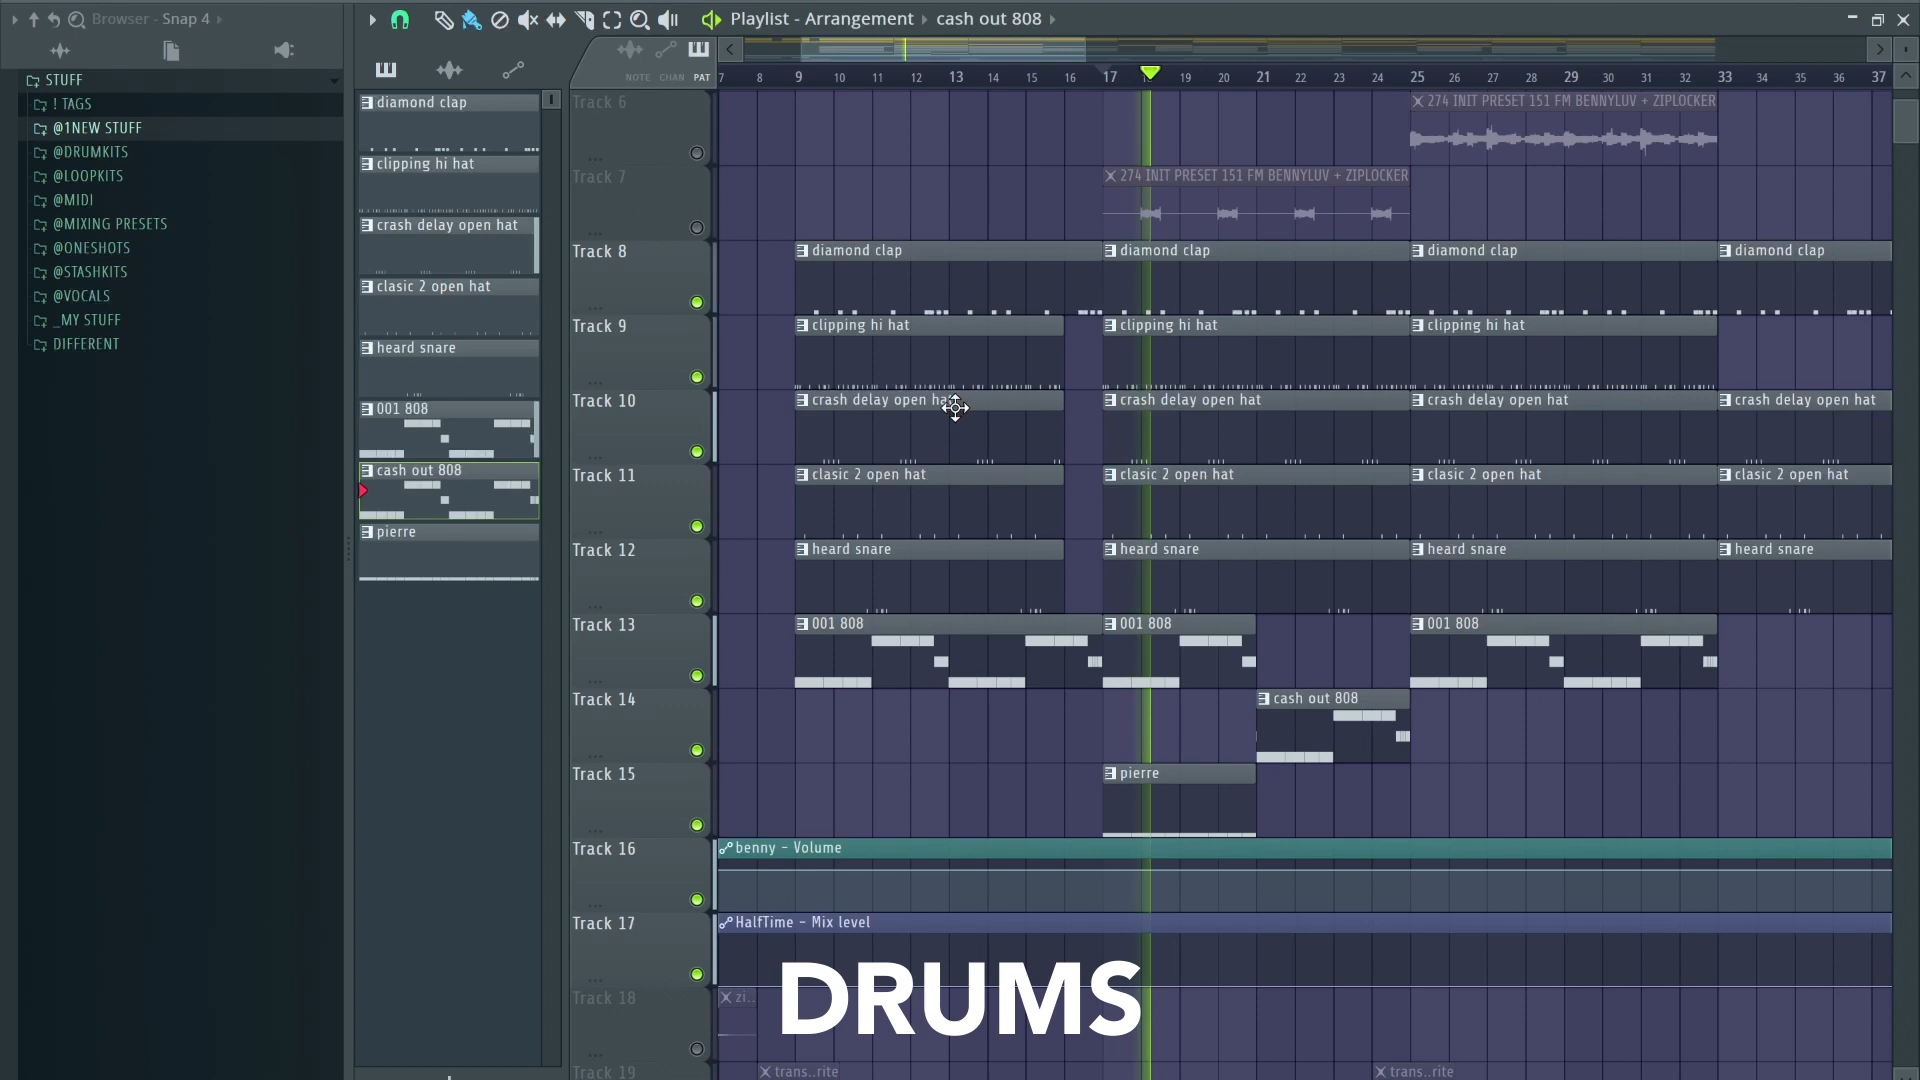 Browser - Snap 4
Playlist - Arrangement › cash out 808
NOTE CHAN PAT
7 8 9 10 11 12 13 14 15 16 17 19 20 21 22 23 24 25 26 27 28 29 30 31 32 33 34 35 36 37
STUFF
! TAGS
@1NEW STUFF
@DRUMKITS
@LOOPKITS
@MIDI
@MIXING PRESETS
@ONESHOTS
@STASHKITS
@VOCALS
_MY STUFF
DIFFERENT
diamond clap
clipping hi hat
crash delay open hat
clasic 2 open hat
heard snare
001 808
cash out 808
pierre
Track 6
274 INIT PRESET 151 FM BENNYLUV + ZIPLOCKER
Track 7
274 INIT PRESET 151 FM BENNYLUV + ZIPLOCKER
Track 8
diamond clap diamond clap diamond clap diamond clap
Track 9
clipping hi hat clipping hi hat clipping hi hat
Track 10
crash delay open hat crash delay open hat crash delay open hat crash delay open hat
Track 11
clasic 2 open hat clasic 2 open hat clasic 2 open hat clasic 2 open hat
Track 12
heard snare heard snare heard snare heard snare
Track 13
001 808 001 808 001 808
Track 14
cash out 808
Track 15
pierre
Track 16
benny - Volume
Track 17
HalfTime - Mix level
Track 18
zi..
DRUMS
Track 19
trans..rite trans..rite